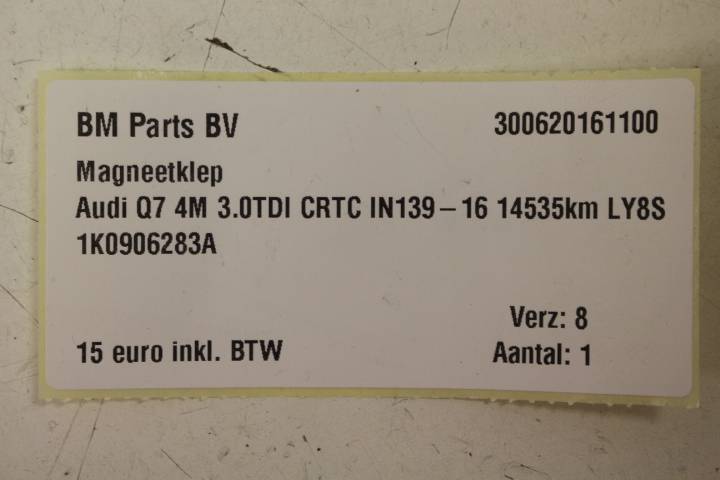 BM Parts BV 300620161100
Magneetklep
Audi Q7 4M 3.0TDI CRTC IN139-16 14535km LY8S
1K0906283A
Verz: 8
15 euro inkl. BTW Aantal: 1